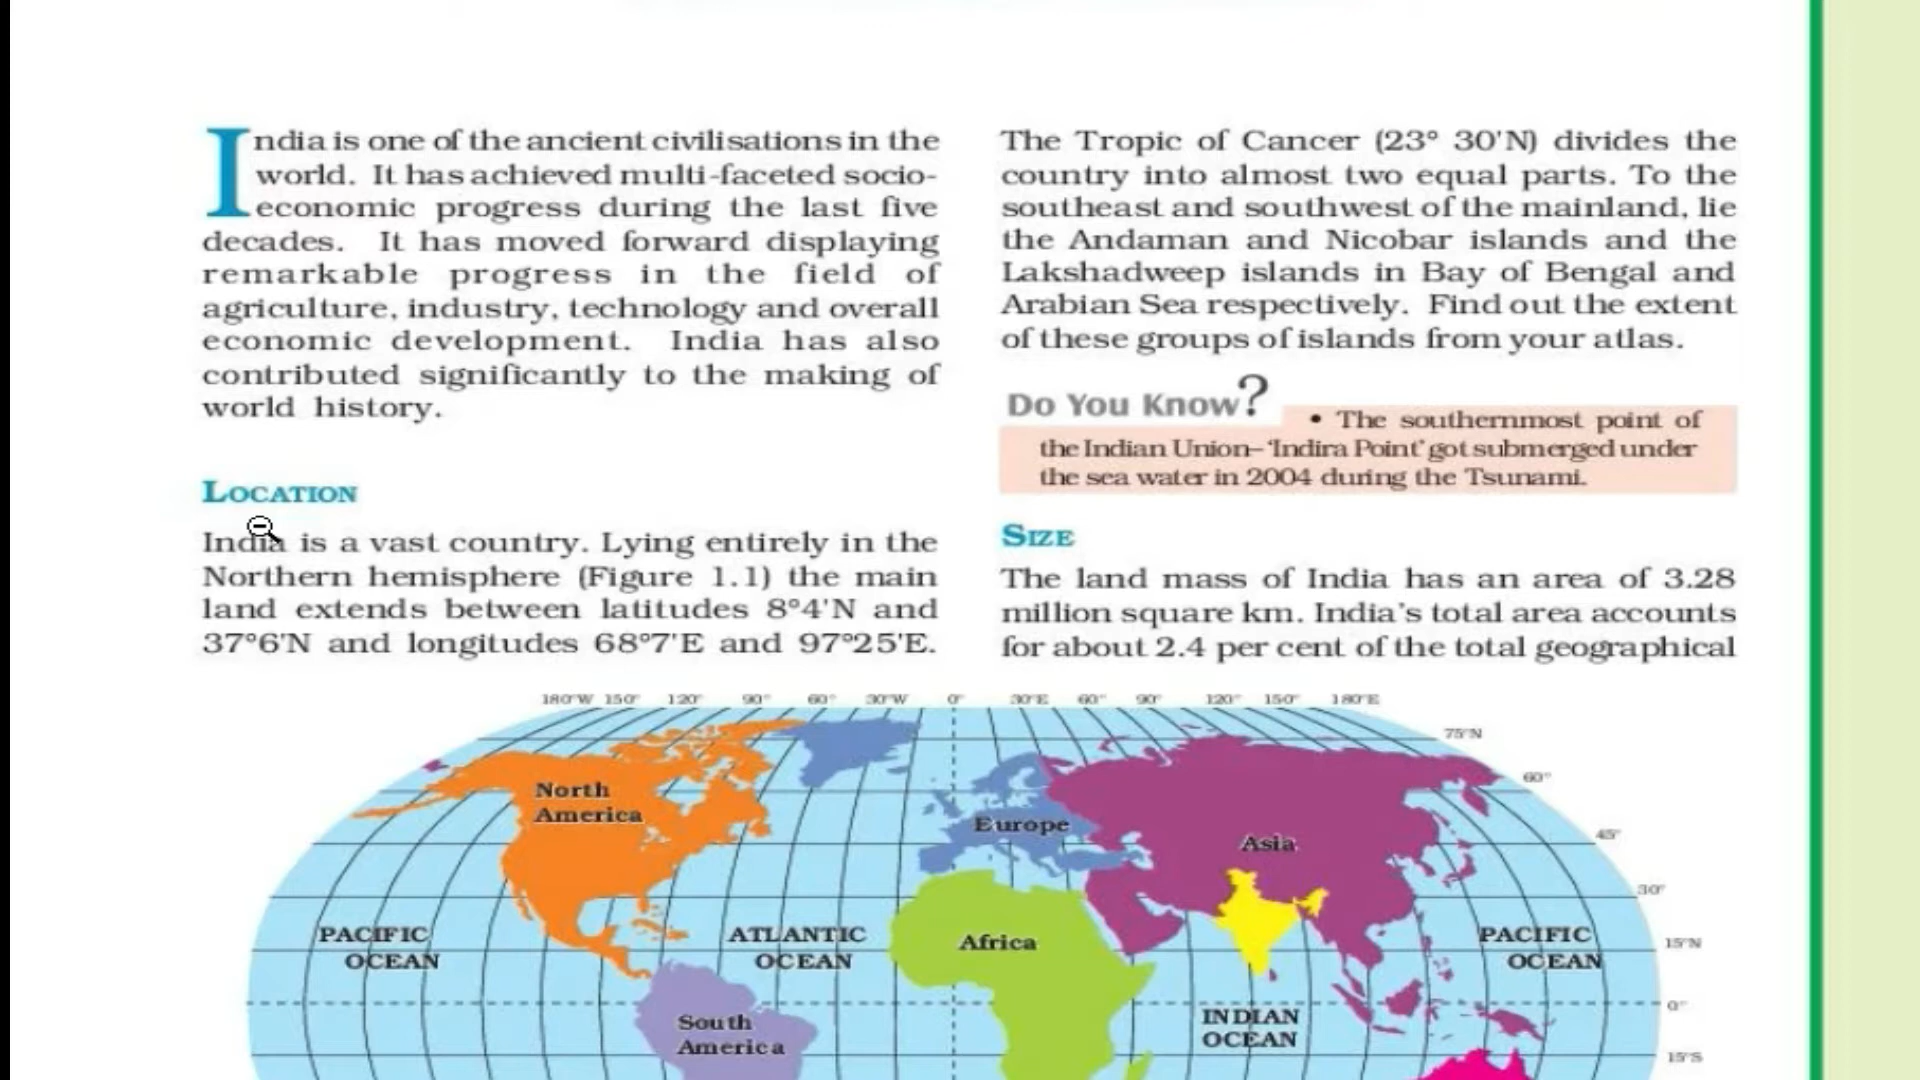 India is one of the ancient civilisations in the
world. It has achieved multi-faceted socio-
economic progress during the last five
decades. It has moved forward displaying
remarkable progress in the field of
agriculture, industry, technology and overall
economic development. India has also
contributed significantly to the making of
world history.
LOCATION
India is a vast country. Lying entirely in the
Northern hemisphere (Figure 1.1) the main
land extends between latitudes 8°4'N and
37°6'N and longitudes 68°7'E and 97°25'E.
The Tropic of Cancer (23° 30'N) divides the
country into almost two equal parts. To the
southeast and southwest of the mainland, lie
the Andaman and Nicobar islands and the
Lakshadweep islands in Bay of Bengal and
Arabian Sea respectively. Find out the extent
of these groups of islands from your atlas.
Do You Know?
• The southernmost point of
the Indian Union– 'Indira Point' got submerged under
the sea water in 2004 during the Tsunami.
SIZE
The land mass of India has an area of 3.28
million square km. India's total area accounts
for about 2.4 per cent of the total geographical
180°W 150° 120° 90° 60° 30°W 0° 30°E 60° 90° 120° 150° 180°E
75°N
60°
45°
30°
15°N
0°
15°S
North
America
Europe
Asia
PACIFIC
OCEAN
ATLANTIC
OCEAN
Africa
PACIFIC
OCEAN
South
America
INDIAN
OCEAN